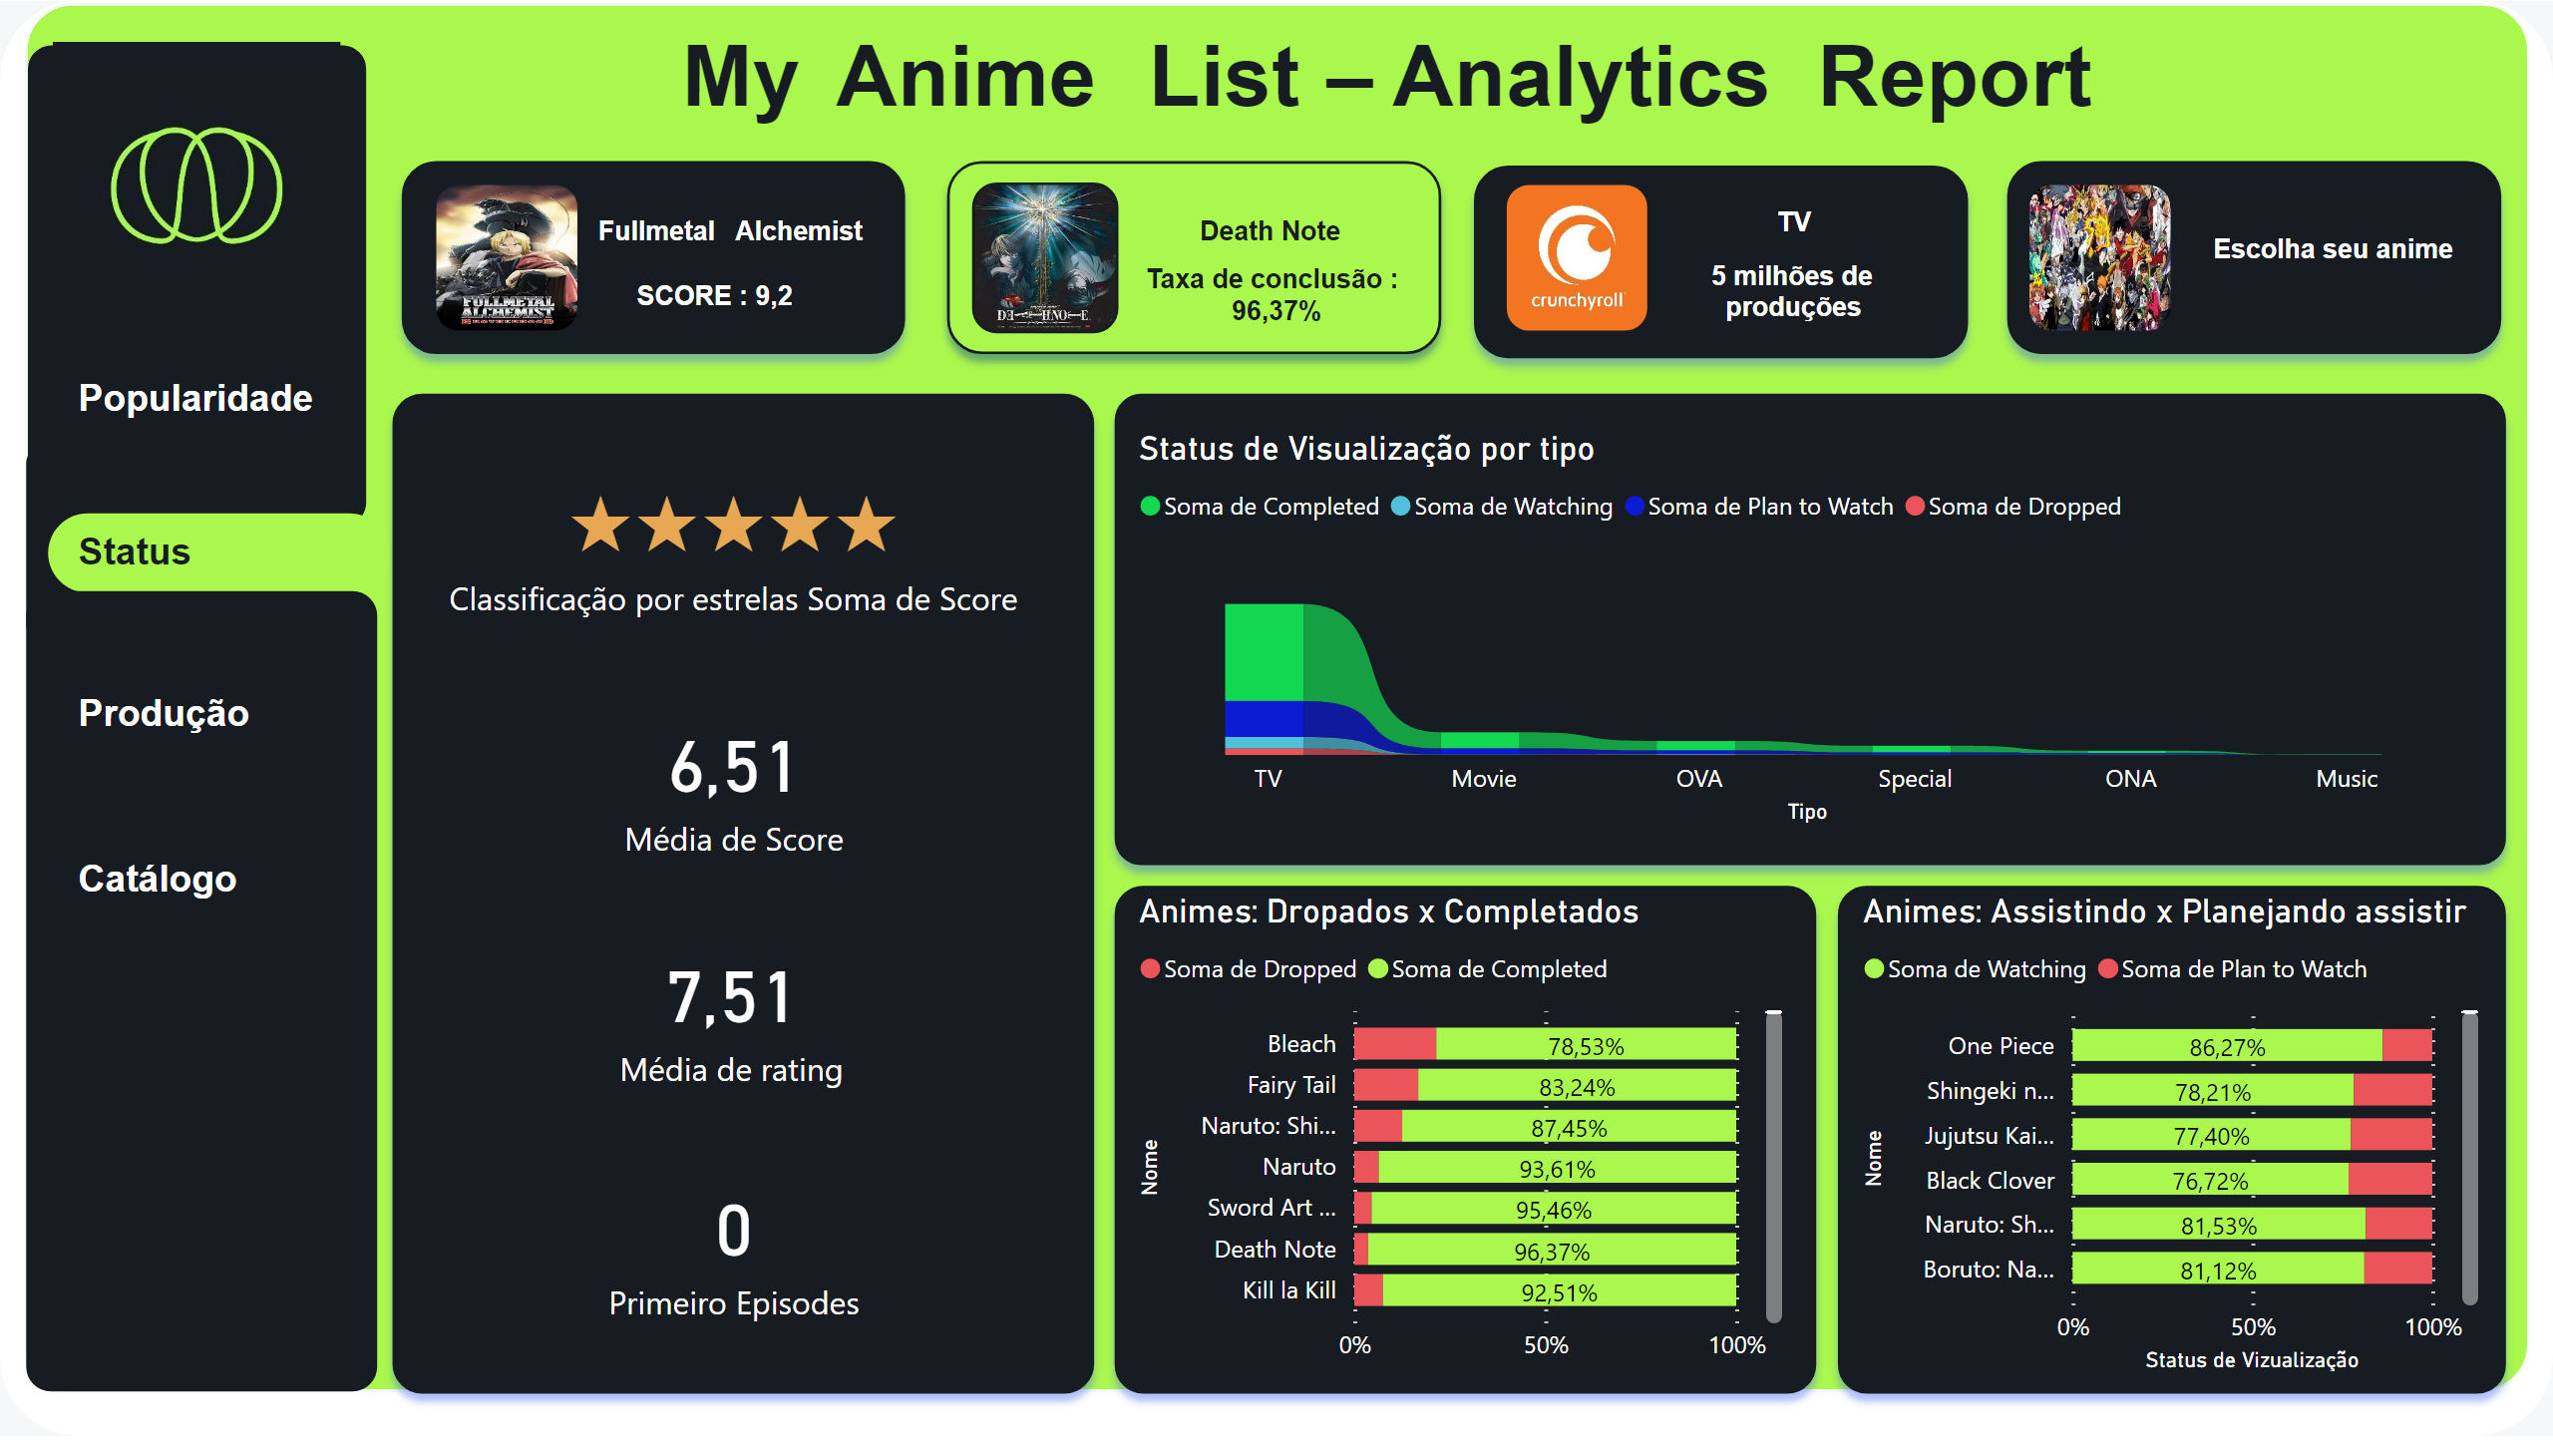 My Anime List – Analytics Report
Popularidade
Status
Produção
Catálogo
FULLMETAL
ALCHEMIST
Fullmetal Alchemist
SCORE : 9,2
Death Note
Taxa de conclusão :
96,37%
crunchyroll
TV
5 milhões de
produções
Escolha seu anime
Classificação por estrelas Soma de Score
6,51
Média de Score
7,51
Média de rating
0
Primeiro Episodes
Status de Visualização por tipo
Soma de Completed Soma de Watching Soma de Plan to Watch Soma de Dropped
TV Movie OVA Special ONA Music
Tipo
Animes: Dropados x Completados
Soma de Dropped Soma de Completed
Nome
Bleach 78,53%
Fairy Tail 83,24%
Naruto: Shi... 87,45%
Naruto 93,61%
Sword Art ... 95,46%
Death Note 96,37%
Kill la Kill 92,51%
0% 50% 100%
Animes: Assistindo x Planejando assistir
Soma de Watching Soma de Plan to Watch
Nome
One Piece 86,27%
Shingeki n... 78,21%
Jujutsu Kai... 77,40%
Black Clover 76,72%
Naruto: Sh... 81,53%
Boruto: Na... 81,12%
0% 50% 100%
Status de Vizualização